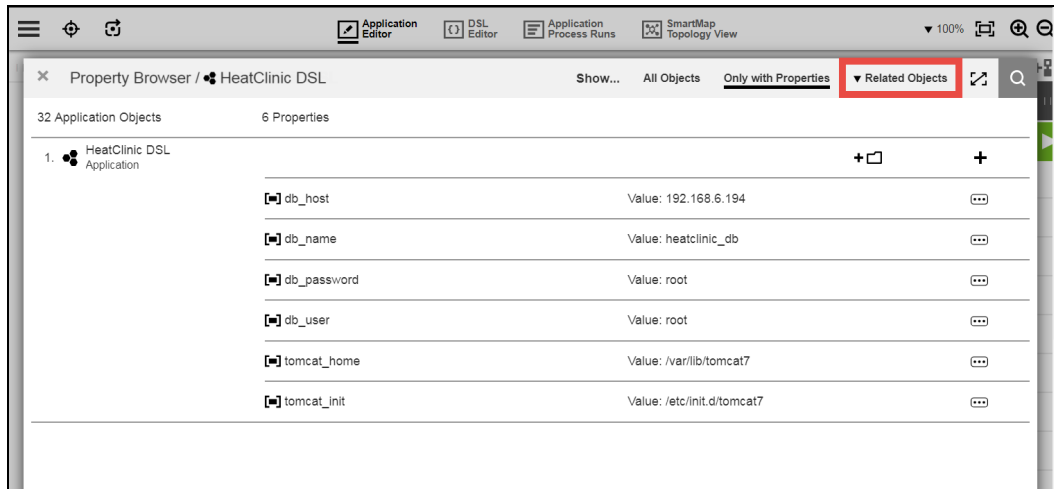 Application Editor
DSL Editor
Application Process Runs
SmartMap Topology View
▼ 100%
Property Browser / HeatClinic DSL
Show... All Objects Only with Properties ▼ Related Objects
32 Application Objects 6 Properties
1. HeatClinic DSL
Application
db_host Value: 192.168.6.194
db_name Value: heatclinic_db
db_password Value: root
db_user Value: root
tomcat_home Value: /var/lib/tomcat7
tomcat_init Value: /etc/init.d/tomcat7